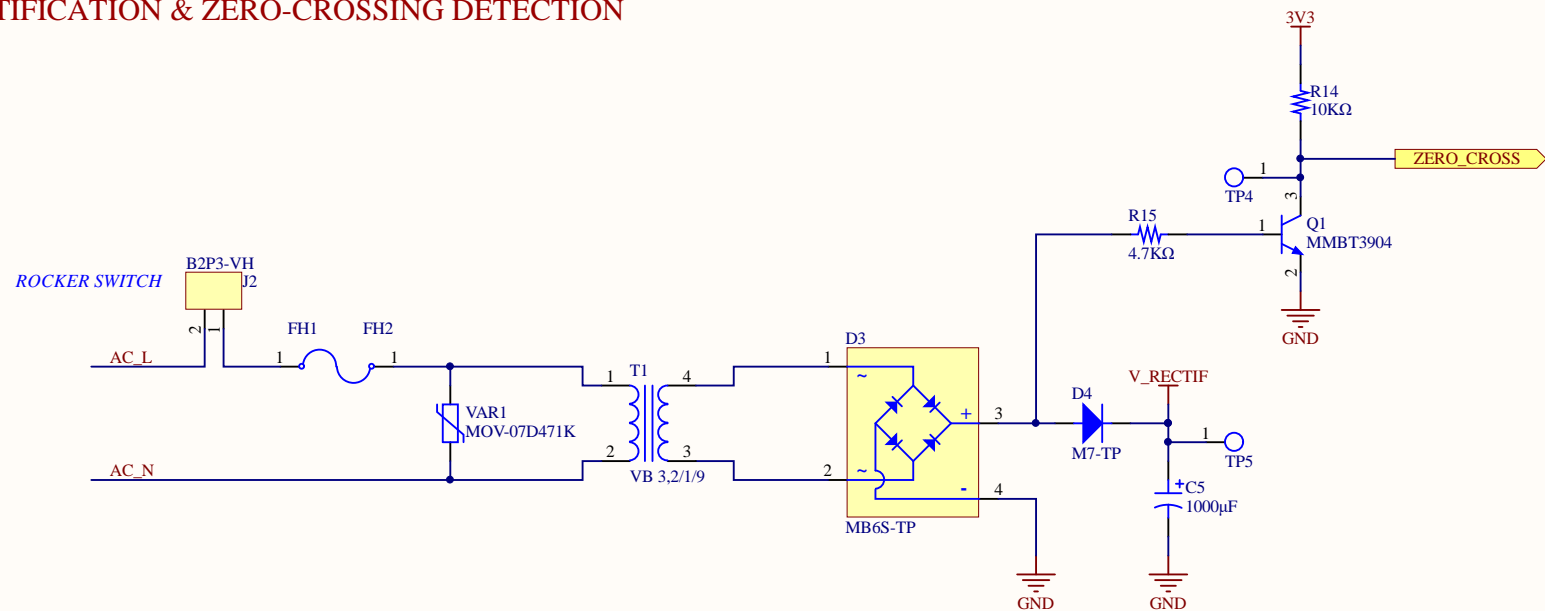 TIFICATION & ZERO-CROSSING DETECTION
3V3
R14
10KΩ
ZERO_CROSS
1
TP4
3
R15
4.7KΩ
1
Q1
MMBT3904
2
GND
B2P3-VH
J2
ROCKER SWITCH
2
1
FH1
FH2
AC_L
1
1
VAR1
MOV-07D471K
AC_N
T1
1
4
2
3
VB 3,2/1/9
D3
1
~
+
3
2
~
-
4
MB6S-TP
GND
D4
M7-TP
V_RECTIF
1
TP5
+
C5
1000µF
GND